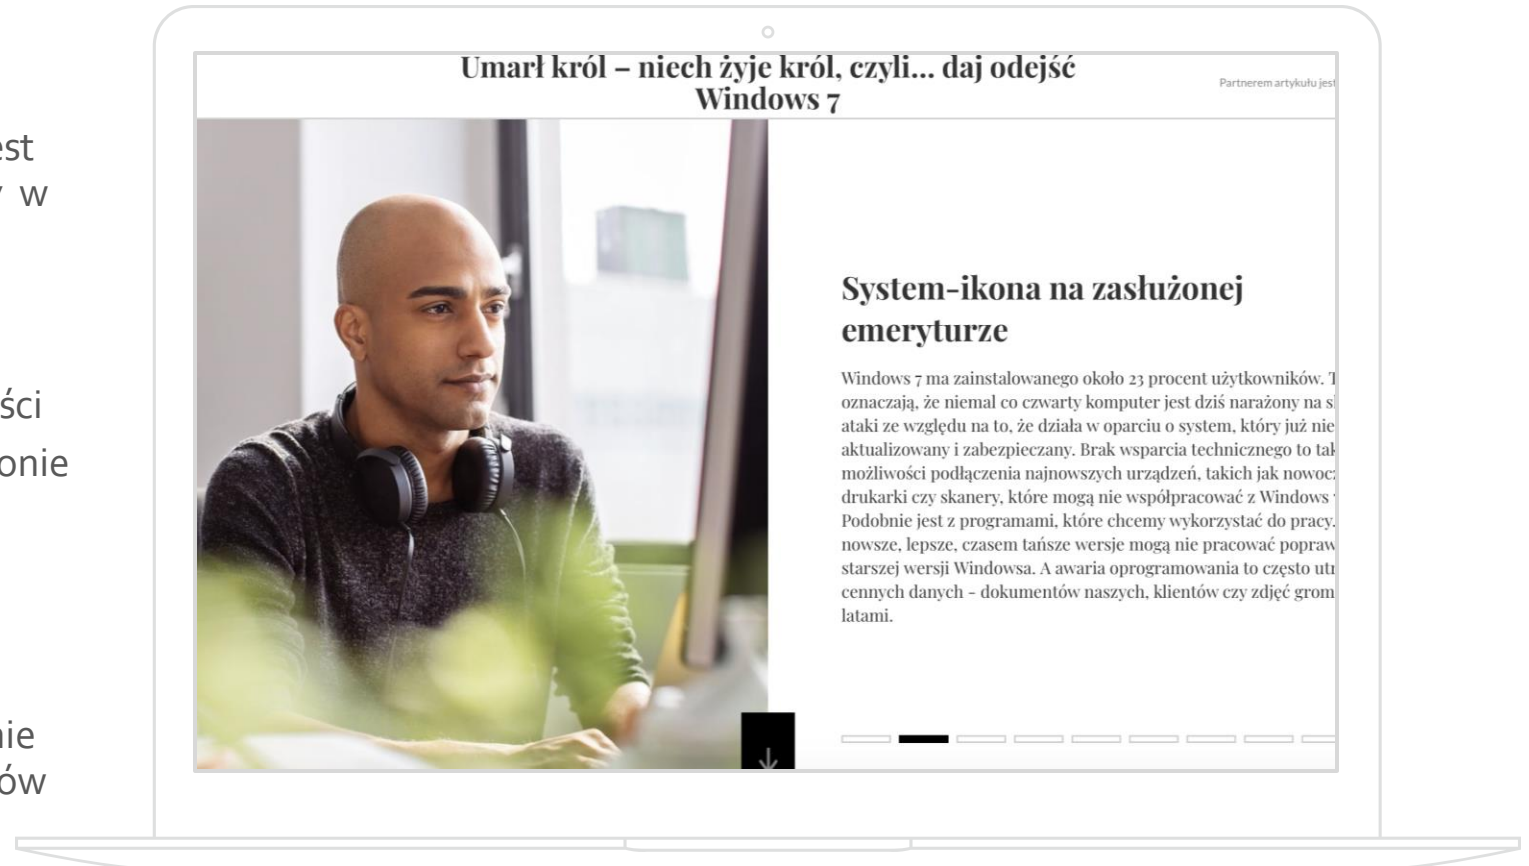 est
w
ści
onie
nie
ów
Umarł król – niech żyje król, czyli... daj odejść
Windows 7
Partnerem artykułu jest
System-ikona na zasłużonej
emeryturze
Windows 7 ma zainstalowanego około 23 procent użytkowników.
oznaczają, że niemal co czwarty komputer jest dziś narażony na
ataki ze względu na to, że działa w oparciu o system, który już nie
aktualizowany i zabezpieczany. Brak wsparcia technicznego to
możliwości podłączenia najnowszych urządzeń, takich jak
drukarki czy skanery, które mogą nie współpracować z Windows
Podobnie jest z programami, które chcemy wykorzystać do pracy.
nowsze, lepsze, czasem tańsze wersje mogą nie pracować
starszej wersji Windowsa. A awaria oprogramowania to często
cennych danych - dokumentów naszych, klientów czy zdjęć
latami.